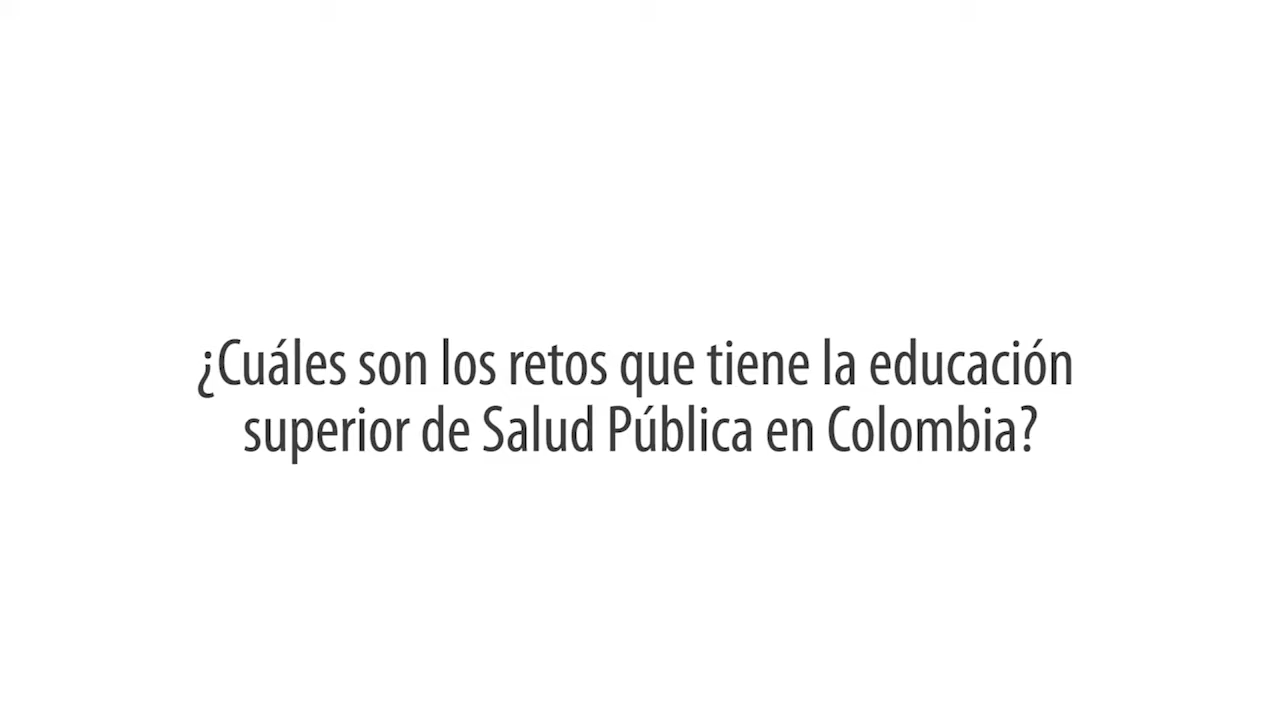 ¿Cuáles son los retos que tiene la educación
superior de Salud Pública en Colombia?